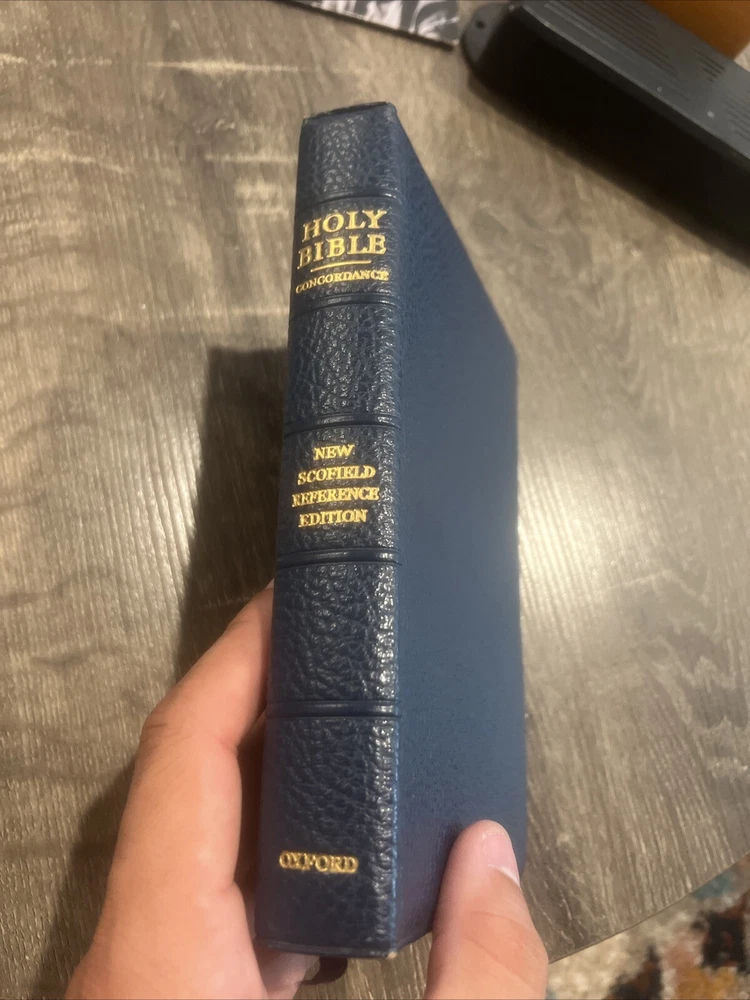 HOLY
BIBLE
CONCORDANCE
NEW
SCOFIELD
REFERENCE
EDITION
OXFORD